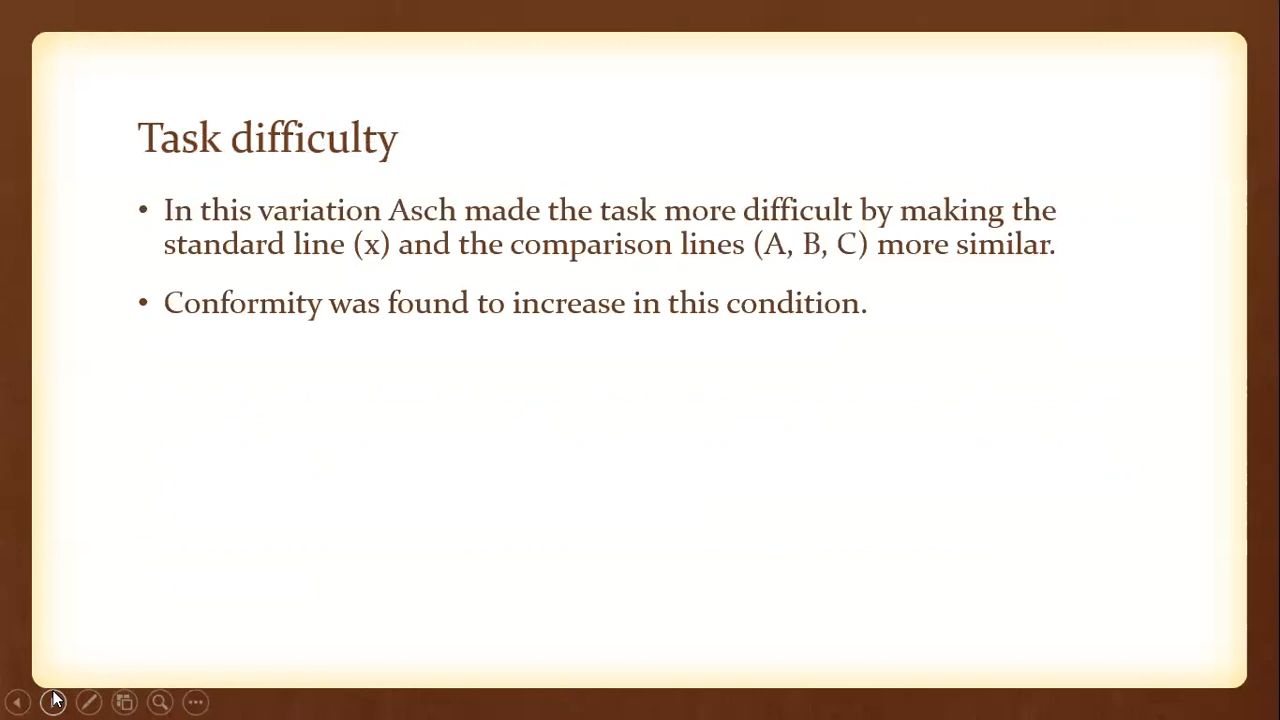 Task difficulty
• In this variation Asch made the task more difficult by making the
standard line (x) and the comparison lines (A, B, C) more similar.
• Conformity was found to increase in this condition.